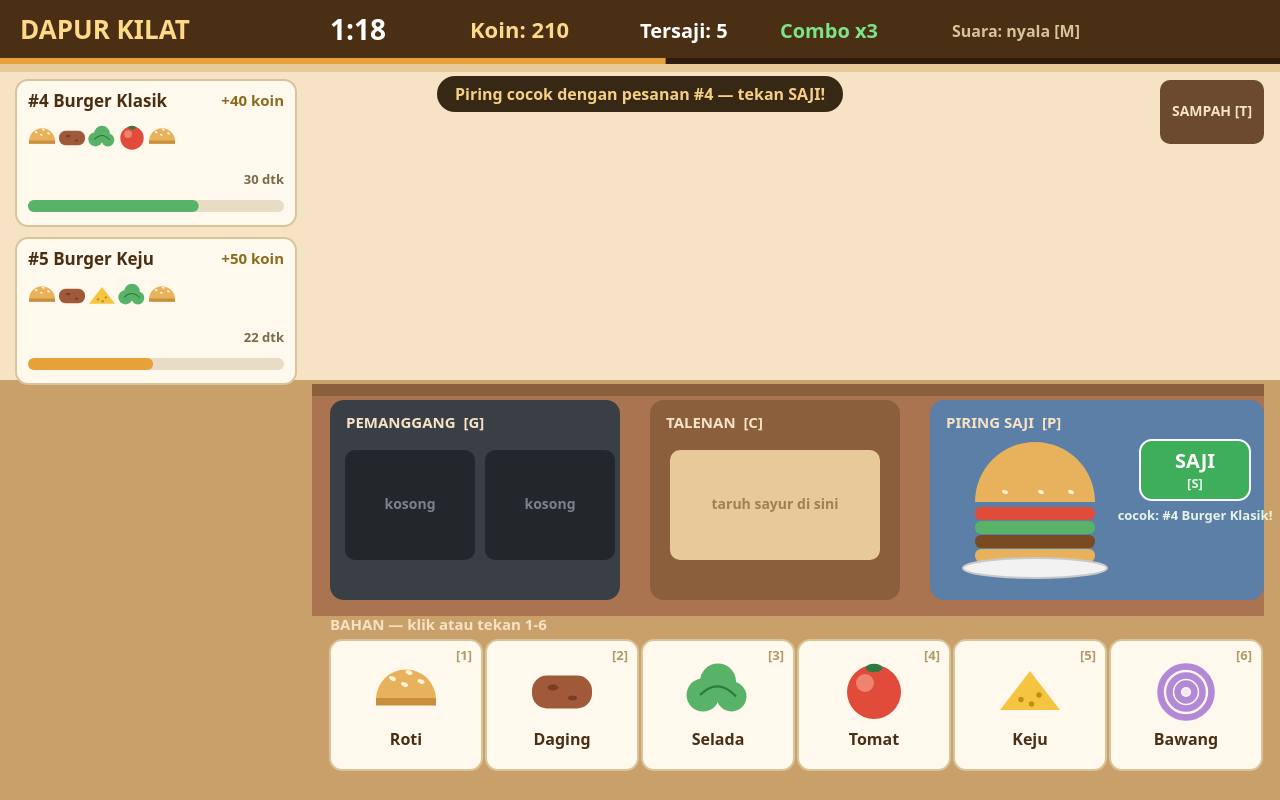 DAPUR KILAT
1:18
Koin: 210
Tersaji: 5
Combo x3
Suara: nyala [M]
Piring cocok dengan pesanan #4 — tekan SAJI!
SAMPAH [T]
#4 Burger Klasik
+40 koin
30 dtk
#5 Burger Keju
+50 koin
22 dtk
PEMANGGANG [G]
kosong
kosong
TALENAN [C]
taruh sayur di sini
PIRING SAJI [P]
SAJI
[S]
cocok: #4 Burger Klasik!
BAHAN — klik atau tekan 1-6
[1]
Roti
[2]
Daging
[3]
Selada
[4]
Tomat
[5]
Keju
[6]
Bawang